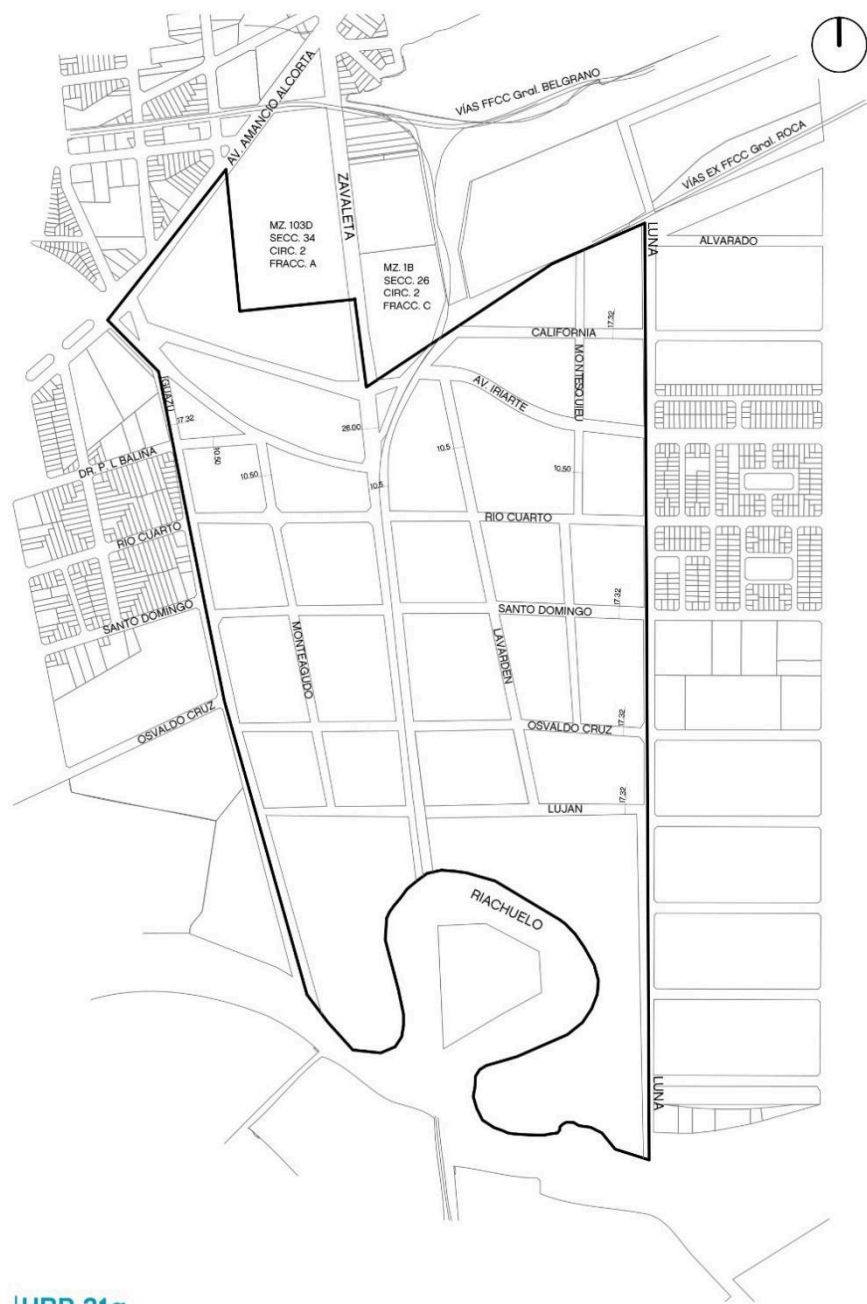 AV. AMANCIO ALCORTA
VÍAS FFCC Gral. BELGRANO
VÍAS EX FFCC Gral. ROCA
ZAVALETA
MZ. 103D
SECC. 34
CIRC. 2
FRACC. A
MZ. 1B
SECC. 26
CIRC. 2
FRACC. C
LUNA
ALVARADO
17.32
CALIFORNIA
MONTESQUIEU
AV. IRIARTE
IGUAZÚ
17.32
26.00
10.50
10.50
10.5
10.5
10.50
DR. P. L BALIÑA
RIO CUARTO
RIO CUARTO
SANTO DOMINGO
SANTO DOMINGO
17.32
MONTEAGUDO
LAVARDEN
OSVALDO CRUZ
OSVALDO CRUZ
17.32
17.32
LUJAN
RIACHUELO
LUNA